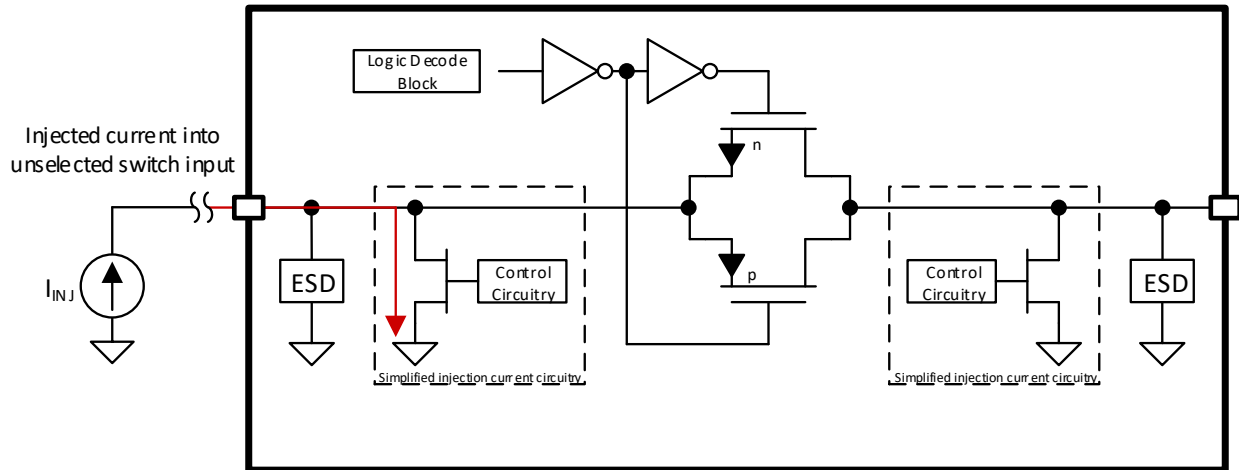 Logic Decode
Block
Injected current into
unselected switch input
n
p
ESD
Control
Circuitry
Control
Circuitry
ESD
IINJ
Simplified injection current circuitry
Simplified injection current circuitry